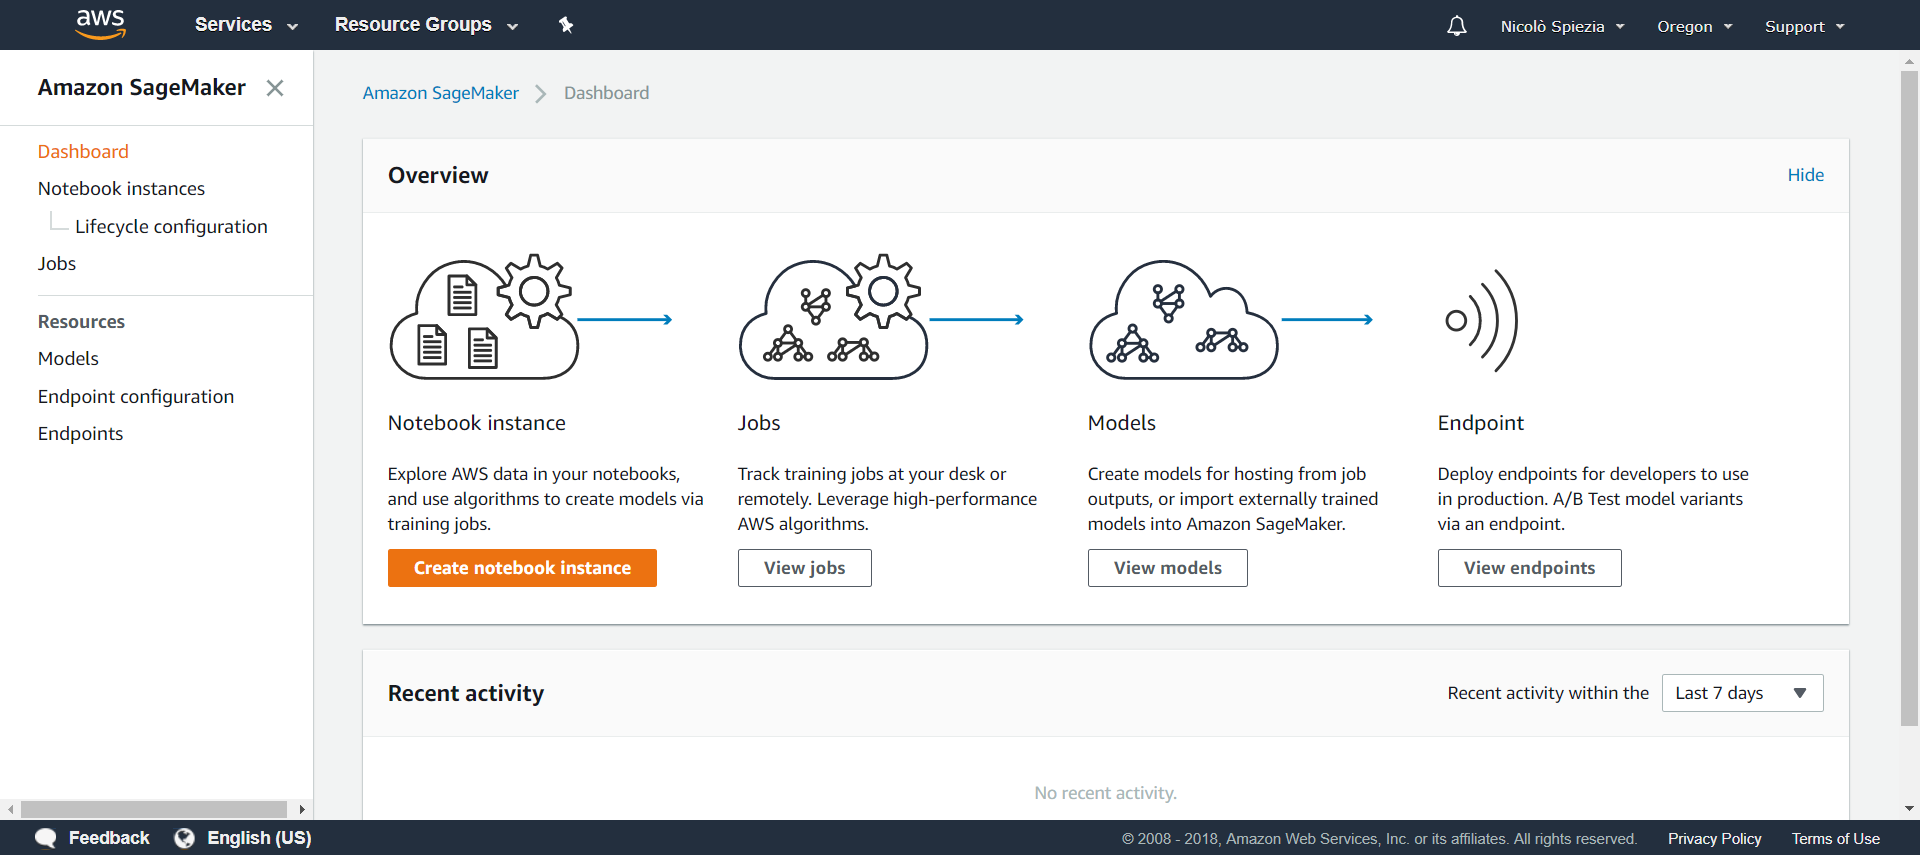 aws
Services
Resource Groups
Nicolò Spiezia
Oregon
Support
Amazon SageMaker
Dashboard
Notebook instances
Lifecycle configuration
Jobs
Resources
Models
Endpoint configuration
Endpoints
Amazon SageMaker
Dashboard
Overview
Hide
Notebook instance
Explore AWS data in your notebooks,
and use algorithms to create models via
training jobs.
Create notebook instance
Jobs
Track training jobs at your desk or
remotely. Leverage high-performance
AWS algorithms.
View jobs
Models
Create models for hosting from job
outputs, or import externally trained
models into Amazon SageMaker.
View models
Endpoint
Deploy endpoints for developers to use
in production. A/B Test model variants
via an endpoint.
View endpoints
Recent activity
Recent activity within the
Last 7 days
No recent activity.
Feedback
English (US)
© 2008 - 2018, Amazon Web Services, Inc. or its affiliates. All rights reserved.
Privacy Policy
Terms of Use